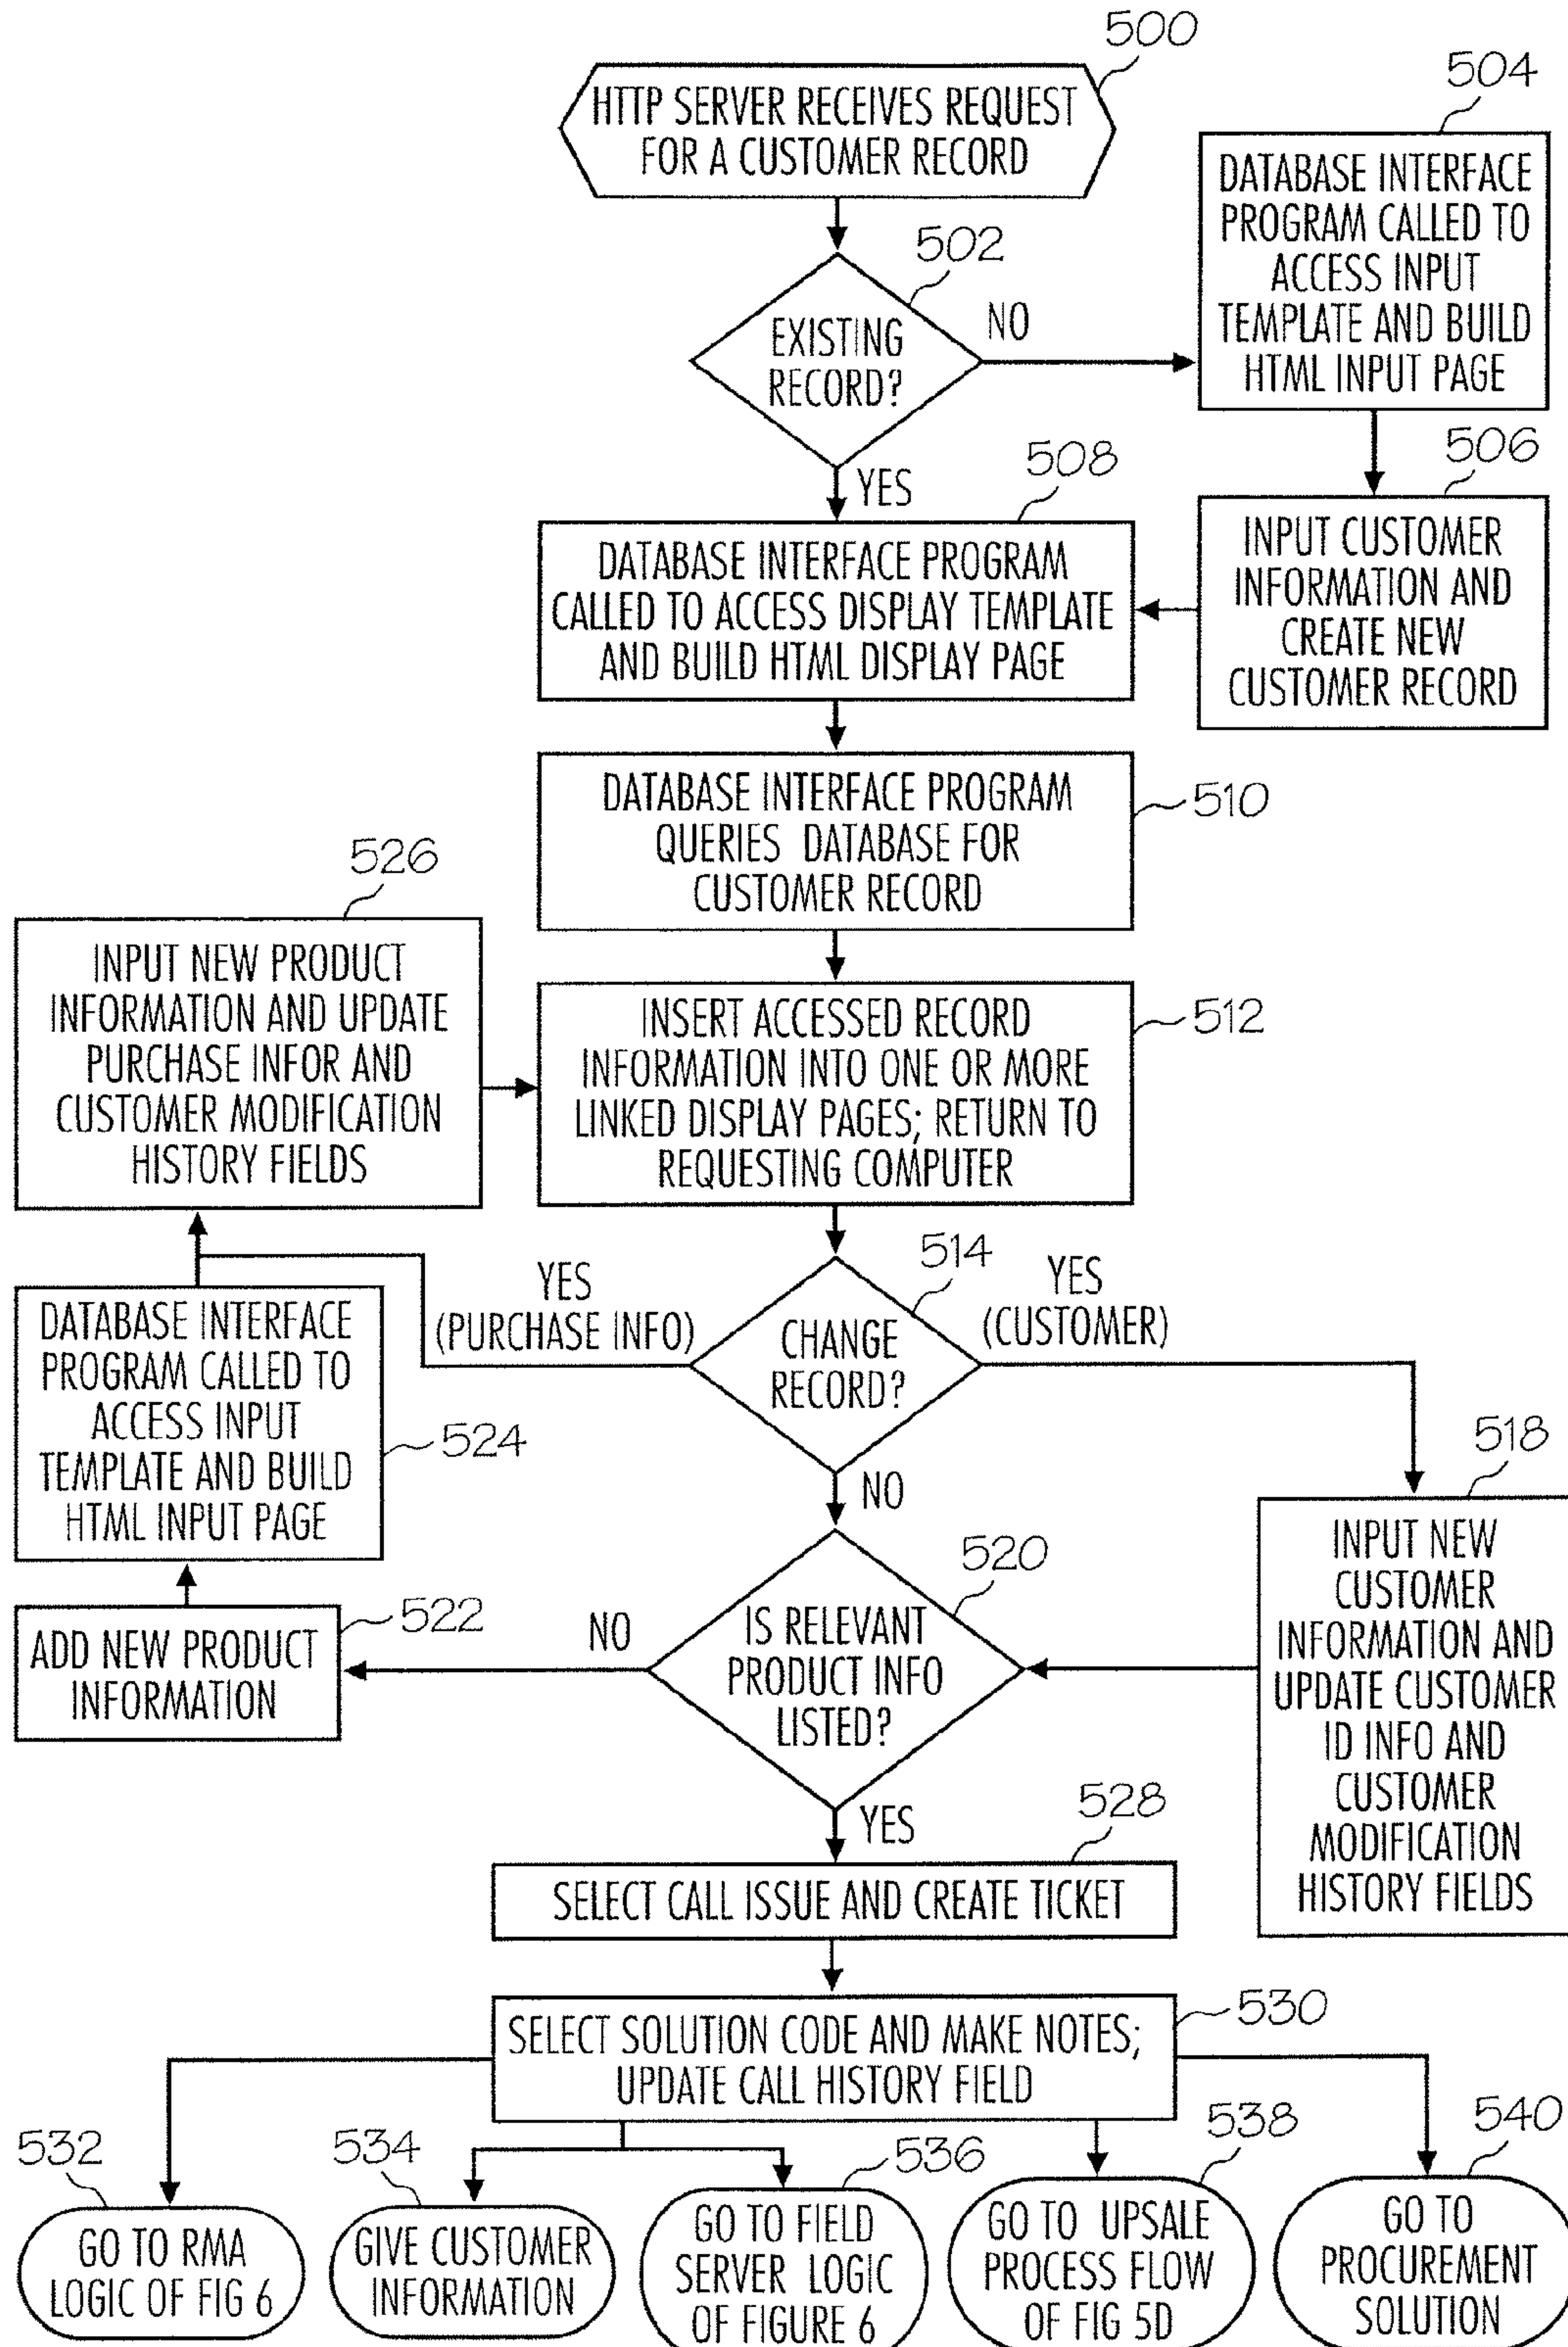 500
HTTP SERVER RECEIVES REQUEST
FOR A CUSTOMER RECORD
502
EXISTING
RECORD?
NO
YES
504
DATABASE INTERFACE
PROGRAM CALLED TO
ACCESS INPUT
TEMPLATE AND BUILD
HTML INPUT PAGE
506
INPUT CUSTOMER
INFORMATION AND
CREATE NEW
CUSTOMER RECORD
508
DATABASE INTERFACE PROGRAM
CALLED TO ACCESS DISPLAY TEMPLATE
AND BUILD HTML DISPLAY PAGE
DATABASE INTERFACE PROGRAM
QUERIES DATABASE FOR
CUSTOMER RECORD
510
526
INPUT NEW PRODUCT
INFORMATION AND UPDATE
PURCHASE INFOR AND
CUSTOMER MODIFICATION
HISTORY FIELDS
INSERT ACCESSED RECORD
INFORMATION INTO ONE OR MORE
LINKED DISPLAY PAGES; RETURN TO
REQUESTING COMPUTER
512
514
CHANGE
RECORD?
YES
(PURCHASE INFO)
YES
(CUSTOMER)
NO
DATABASE INTERFACE
PROGRAM CALLED TO
ACCESS INPUT
TEMPLATE AND BUILD
HTML INPUT PAGE
524
518
INPUT NEW
CUSTOMER
INFORMATION AND
UPDATE CUSTOMER
ID INFO AND
CUSTOMER
MODIFICATION
HISTORY FIELDS
520
IS RELEVANT
PRODUCT INFO
LISTED?
NO
YES
522
ADD NEW PRODUCT
INFORMATION
528
SELECT CALL ISSUE AND CREATE TICKET
530
SELECT SOLUTION CODE AND MAKE NOTES;
UPDATE CALL HISTORY FIELD
532
GO TO RMA
LOGIC OF FIG 6
534
GIVE CUSTOMER
INFORMATION
536
GO TO FIELD
SERVER LOGIC
OF FIGURE 6
538
GO TO UPSALE
PROCESS FLOW
OF FIG 5D
540
GO TO
PROCUREMENT
SOLUTION